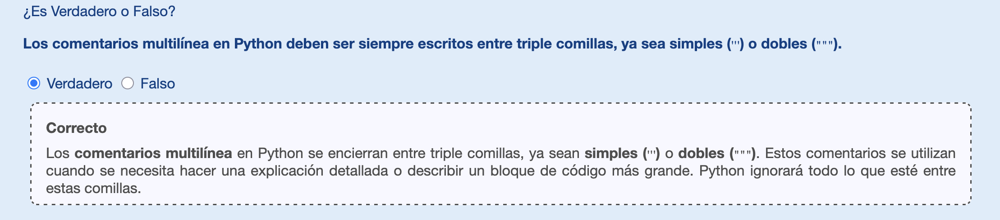 ¿Es Verdadero o Falso?
Los comentarios multilínea en Python deben ser siempre escritos entre triple comillas, ya sea simples (''') o dobles (""").
Verdadero Falso
Correcto
Los comentarios multilínea en Python se encierran entre triple comillas, ya sean simples (''') o dobles ("""). Estos comentarios se utilizan
cuando se necesita hacer una explicación detallada o describir un bloque de código más grande. Python ignorará todo lo que esté entre
estas comillas.